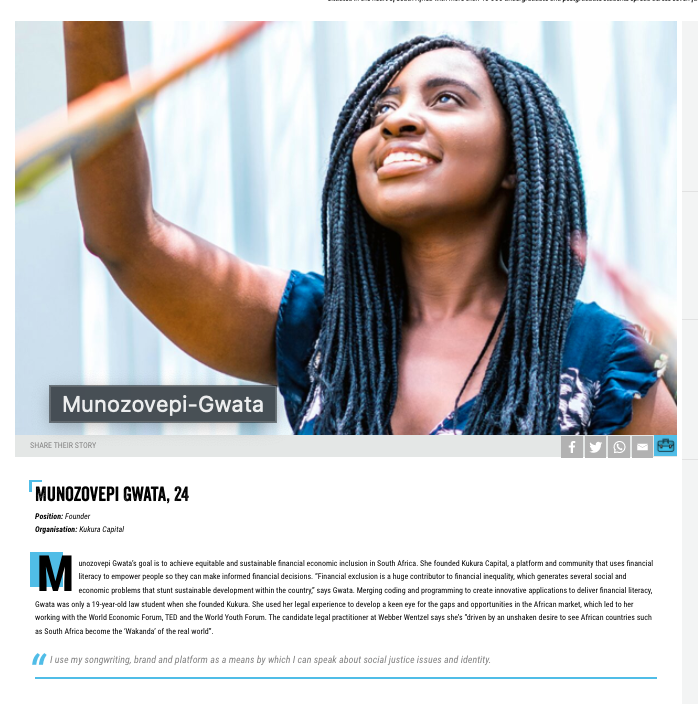 Munozovepi-Gwata
SHARE THEIR STORY
MUNOZOVEPI GWATA, 24
Position: Founder
Organisation: Kukura Capital
Munozovepi Gwata's goal is to achieve equitable and sustainable financial economic inclusion in South Africa. She founded Kukura Capital, a platform and community that uses financial
literacy to empower people so they can make informed financial decisions. "Financial exclusion is a huge contributor to financial inequality, which generates several social and
economic problems that stunt sustainable development within the country," says Gwata. Merging coding and programming to create innovative applications to deliver financial literacy,
Gwata was only a 19-year-old law student when she founded Kukura. She used her legal experience to develop a keen eye for the gaps and opportunities in the African market, which led to her
working with the World Economic Forum, TED and the World Youth Forum. The candidate legal practitioner at Webber Wentzel says she's "driven by an unshaken desire to see African countries such
as South Africa become the 'Wakanda' of the real world".
I use my songwriting, brand and platform as a means by which I can speak about social justice issues and identity.